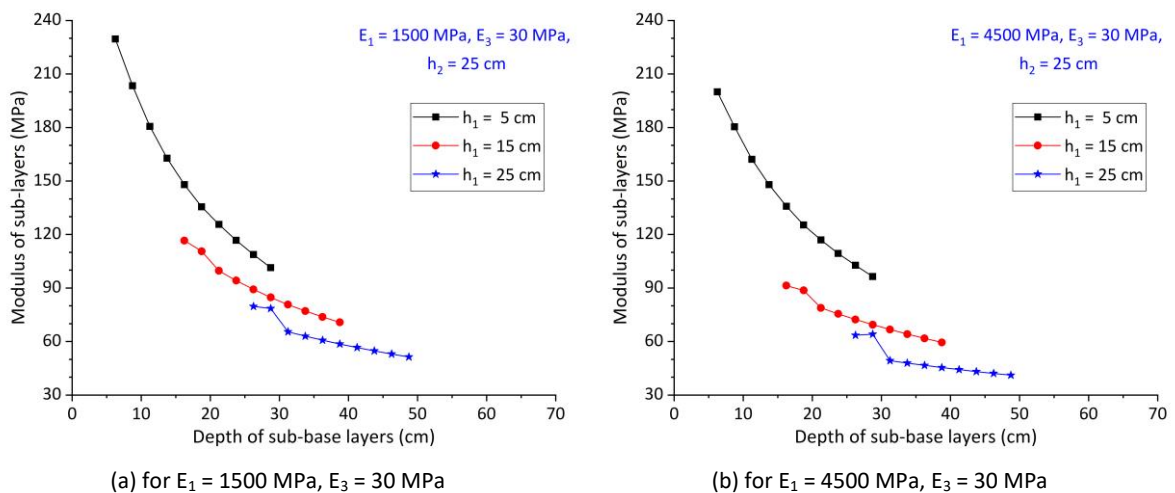 240
210
180
150
120
90
60
30
Modulus of sub-layers (MPa)
E₁ = 1500 MPa, E₃ = 30 MPa,
h₂ = 25 cm
h₁ = 5 cm
h₁ = 15 cm
h₁ = 25 cm
0 10 20 30 40 50 60 70
Depth of sub-base layers (cm)
(a) for E₁ = 1500 MPa, E₃ = 30 MPa
240
210
180
150
120
90
60
30
Modulus of sub-layers (MPa)
E₁ = 4500 MPa, E₃ = 30 MPa,
h₂ = 25 cm
h₁ = 5 cm
h₁ = 15 cm
h₁ = 25 cm
0 10 20 30 40 50 60 70
Depth of sub-base layers (cm)
(b) for E₁ = 4500 MPa, E₃ = 30 MPa